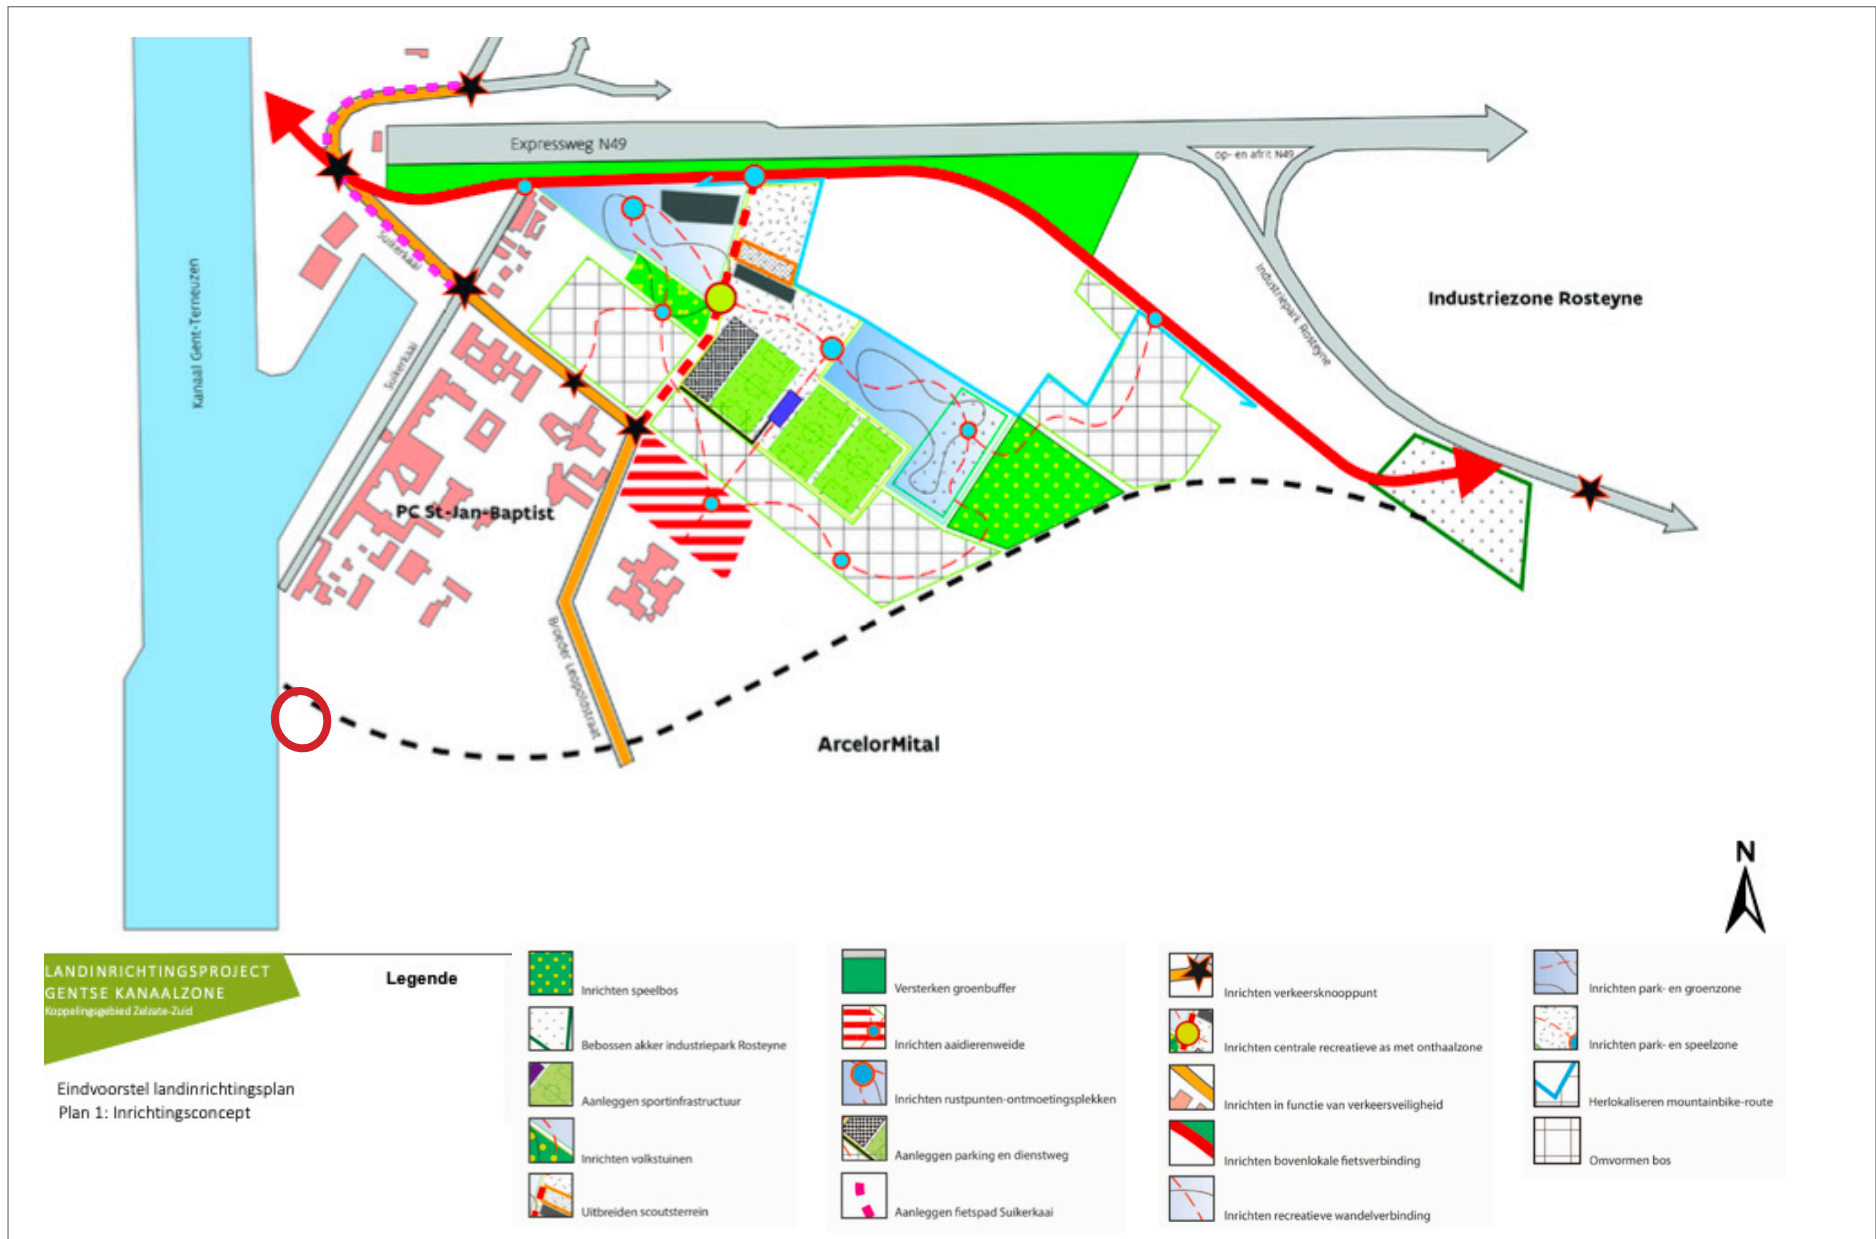 Expressweg N49
op- en afrit N49
Suikerkaai
Kanaal Gent-Terneuzen
Industriepark Rosteyne
Industriezone Rosteyne
Suikerkaai
PC St-Jan-Baptist
Broeder Leopoldstraat
ArcelorMital
N
LANDINRICHTINGSPROJECT
GENTSE KANAALZONE
Koppelingsgebied Zelzate-Zuid
Eindvoorstel landinrichtingsplan
Plan 1: Inrichtingsconcept
Legende
Inrichten speelbos
Bebossen akker industriepark Rosteyne
Aanleggen sportinfrastructuur
Inrichten volkstuinen
Uitbreiden scoutsterrein
Versterken groenbuffer
Inrichten aaidierenweide
Inrichten rustpunten-ontmoetingsplekken
Aanleggen parking en dienstweg
Aanleggen fietspad Suikerkaai
Inrichten verkeersknooppunt
Inrichten centrale recreatieve as met onthaalzone
Inrichten in functie van verkeersveiligheid
Inrichten bovenlokale fietsverbinding
Inrichten recreatieve wandelverbinding
Inrichten park- en groenzone
Inrichten park- en speelzone
Herlokaliseren mountainbike-route
Omvormen bos